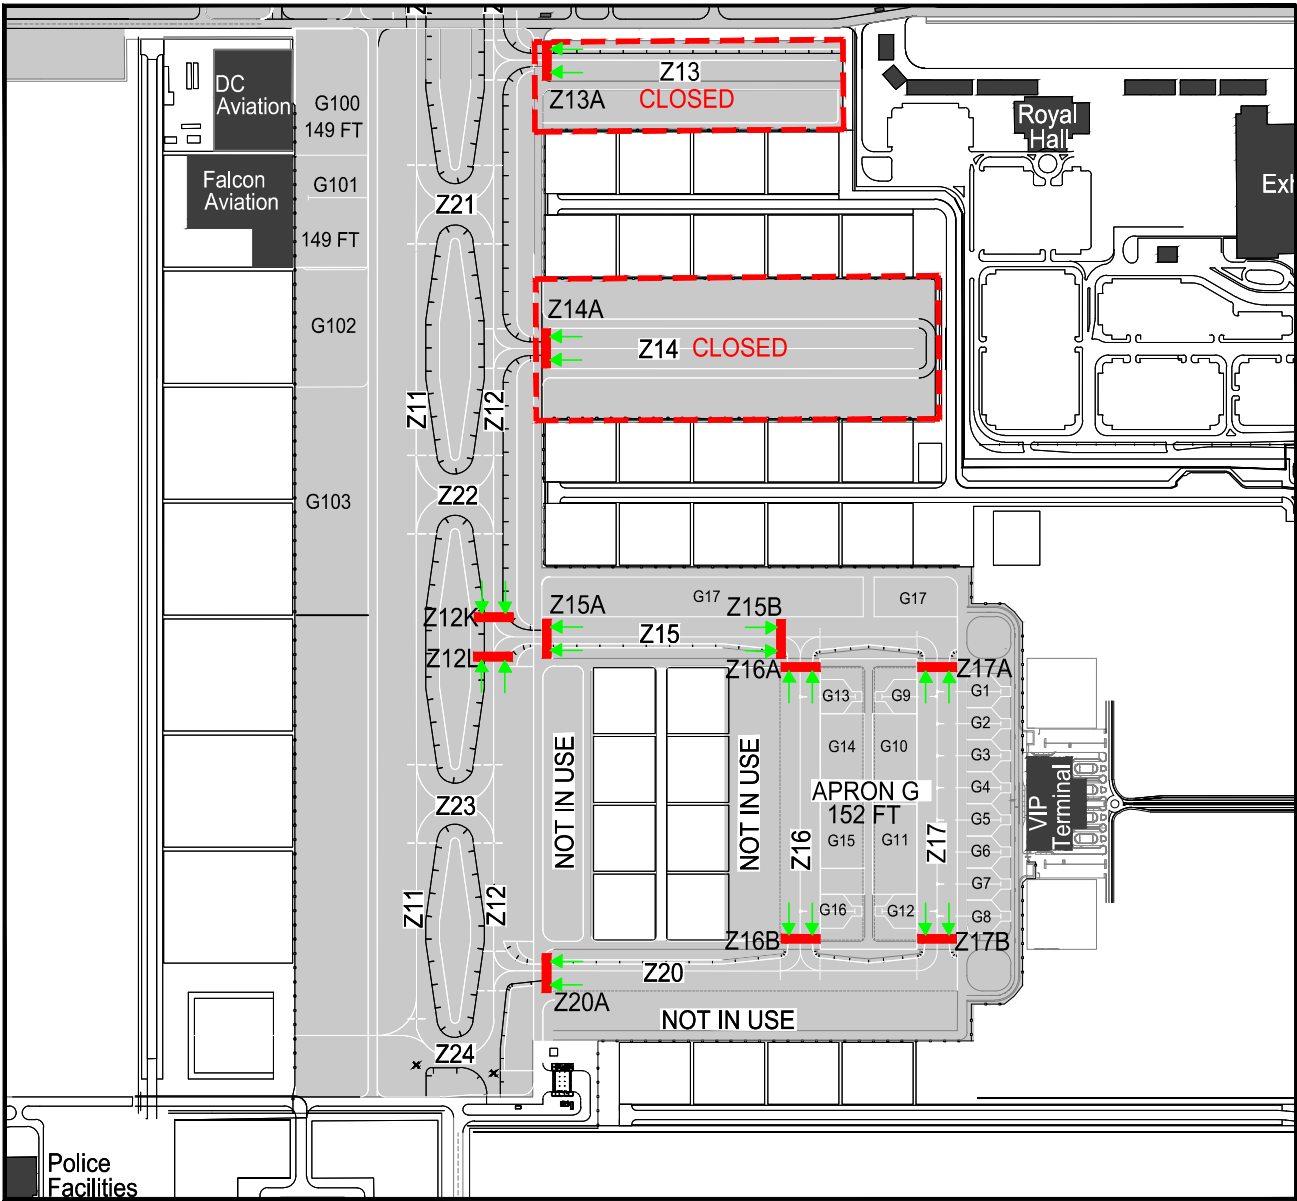 DC
Aviation
G100
149 FT
Z13
Z13A
CLOSED
Royal
Hall
Falcon
Aviation
G101
149 FT
Z21
Exh
G102
Z14A
Z14
CLOSED
Z11
Z12
Z22
G103
Z12K
Z12L
Z15A
Z15
G17
Z15B
G17
Z16A
Z17A
G13
G9
G1
G2
G14
G10
G3
APRON G
152 FT
G4
G5
G15
G11
G6
G7
G16
G12
G8
Z16
Z17
VIP
Terminal
NOT IN USE
NOT IN USE
Z23
Z11
Z12
Z16B
Z17B
Z20
Z20A
NOT IN USE
Z24
Police
Facilities